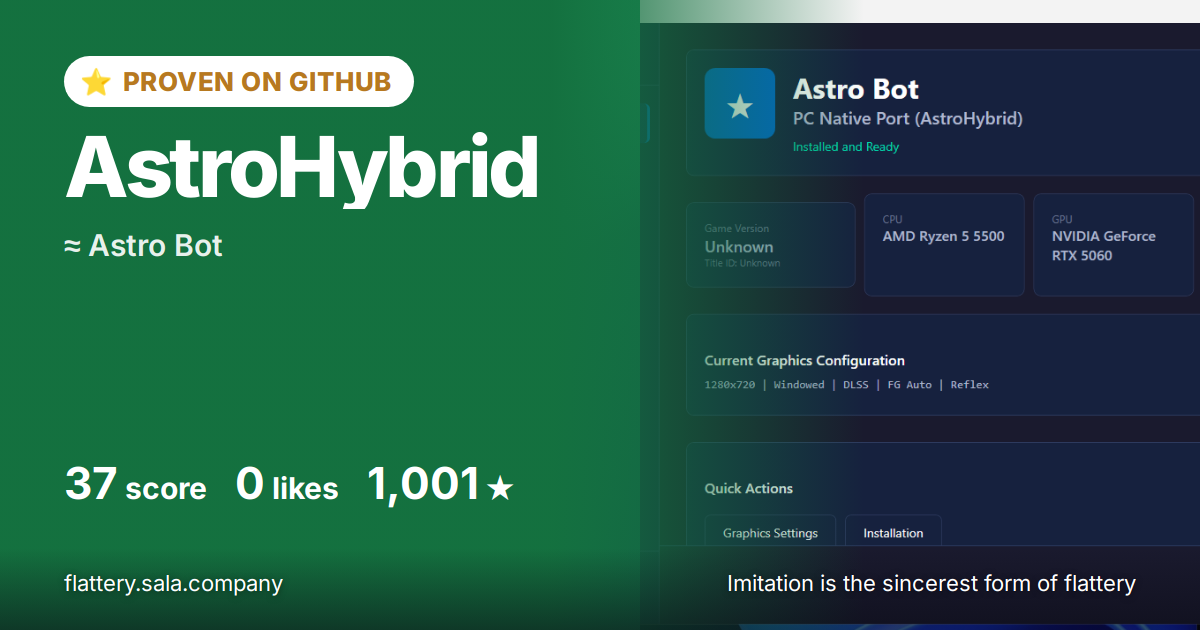 ⭐ PROVEN ON GITHUB
AstroHybrid
≈ Astro Bot
37 score 0 likes 1,001 ★
flattery.sala.company
★
Astro Bot
PC Native Port (AstroHybrid)
Installed and Ready
Game Version
Unknown
Title ID: Unknown
CPU
AMD Ryzen 5 5500
GPU
NVIDIA GeForce
RTX 5060
Current Graphics Configuration
1280x720 | Windowed | DLSS | FG Auto | Reflex
Quick Actions
Graphics Settings
Installation
Imitation is the sincerest form of flattery